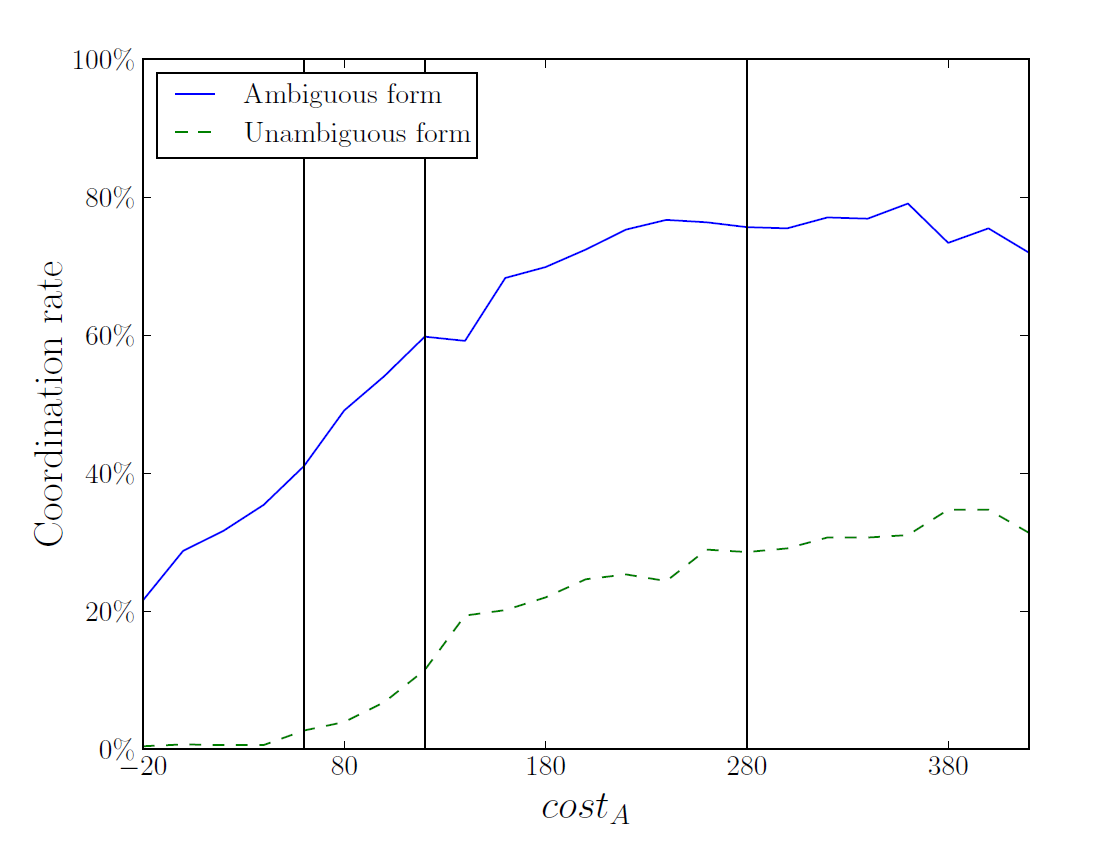 100%
80%
60%
40%
20%
0%
Coordination rate
Ambiguous form
Unambiguous form
−20 80 180 280 380
cost_A